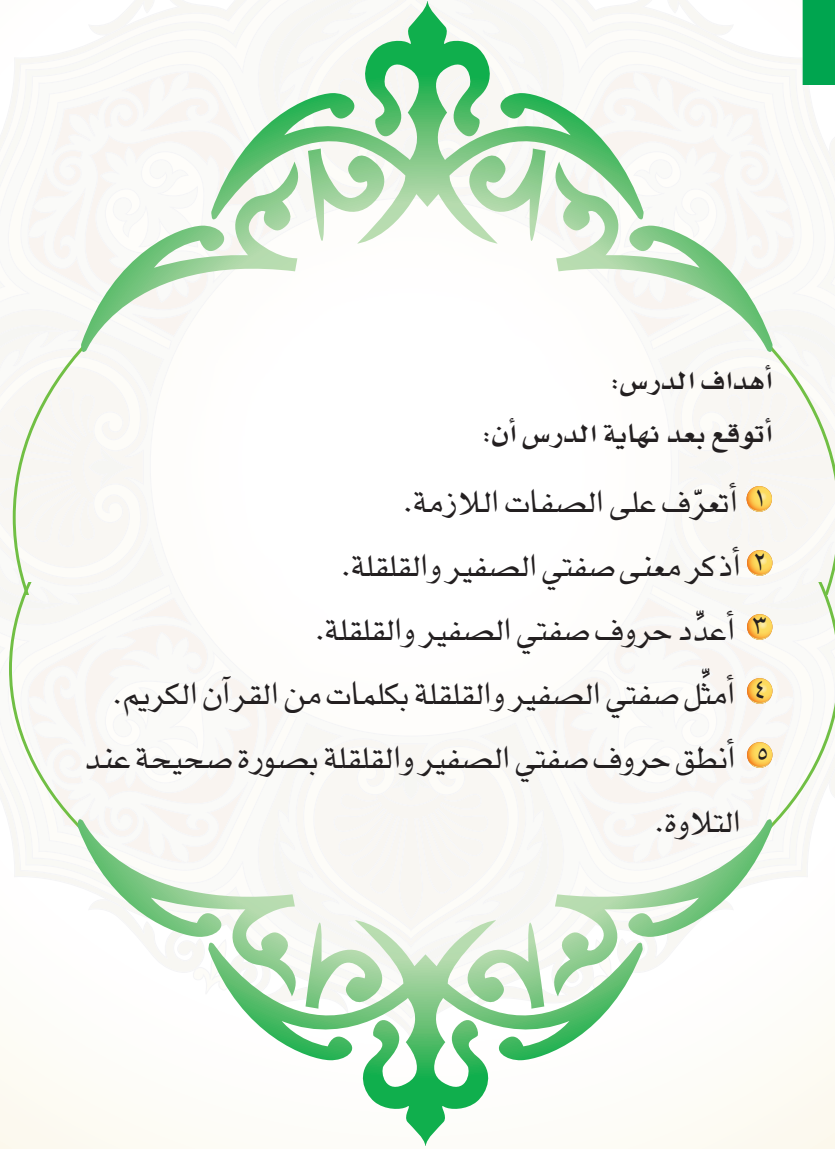 أهداف الدرس:
أتوقع بعد نهاية الدرس أن:
١ أتعرّف على الصفات اللازمة.
٢ أذكر معنى صفتي الصفير والقلقلة.
٣ أعدِّد حروف صفتي الصفير والقلقلة.
٤ أمثِّل صفتي الصفير والقلقلة بكلمات من القرآن الكريم.
٥ أنطق حروف صفتي الصفير والقلقلة بصورة صحيحة عند
التلاوة.